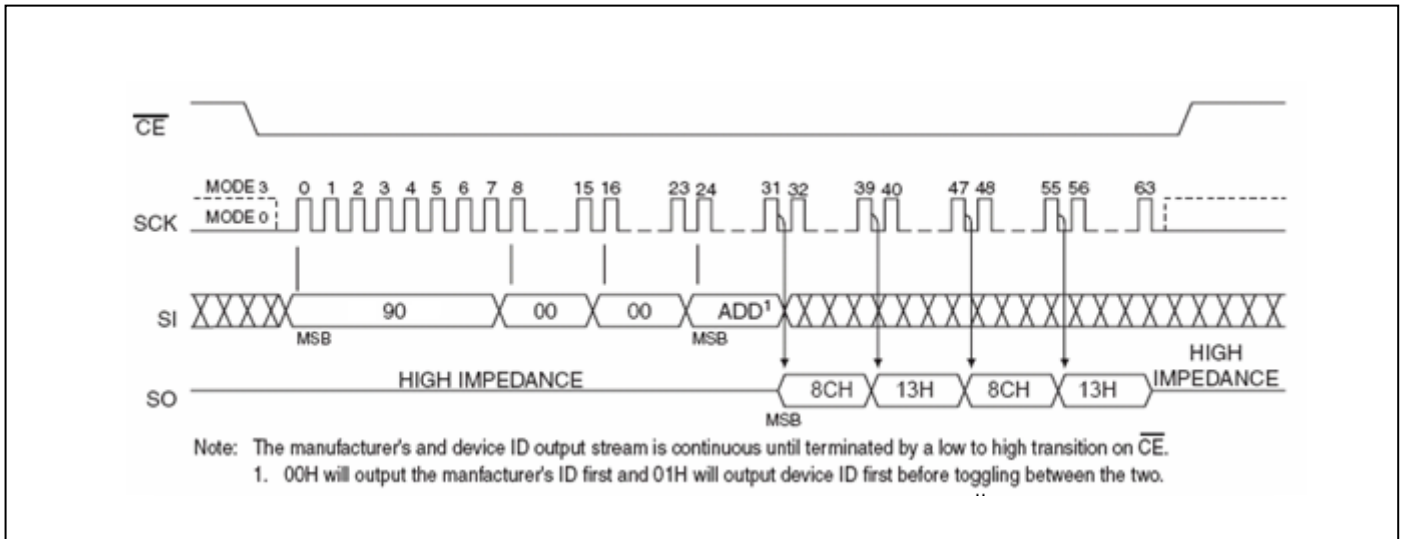 CE
MODE 3 0 1 2 3 4 5 6 7 8 15 16 23 24 31 32 39 40 47 48 55 56 63
SCK MODE 0
SI 90 00 00 ADD1
MSB MSB
HIGH
HIGH IMPEDANCE IMPEDANCE
SO 8CH 13H 8CH 13H
MSB
Note: The manufacturer's and device ID output stream is continuous until terminated by a low to high transition on CE.
1. 00H will output the manfacturer's ID first and 01H will output device ID first before toggling between the two.